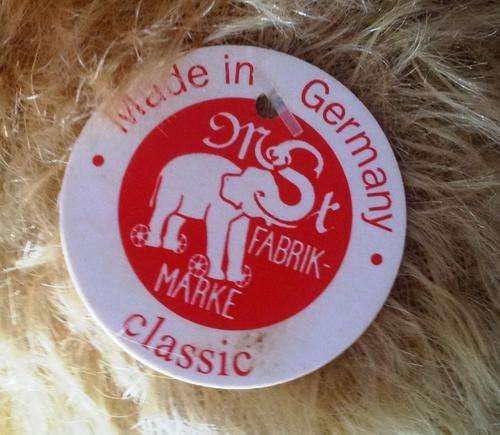 Made in Germany
MSt
FABRIK-
MARKE
classic